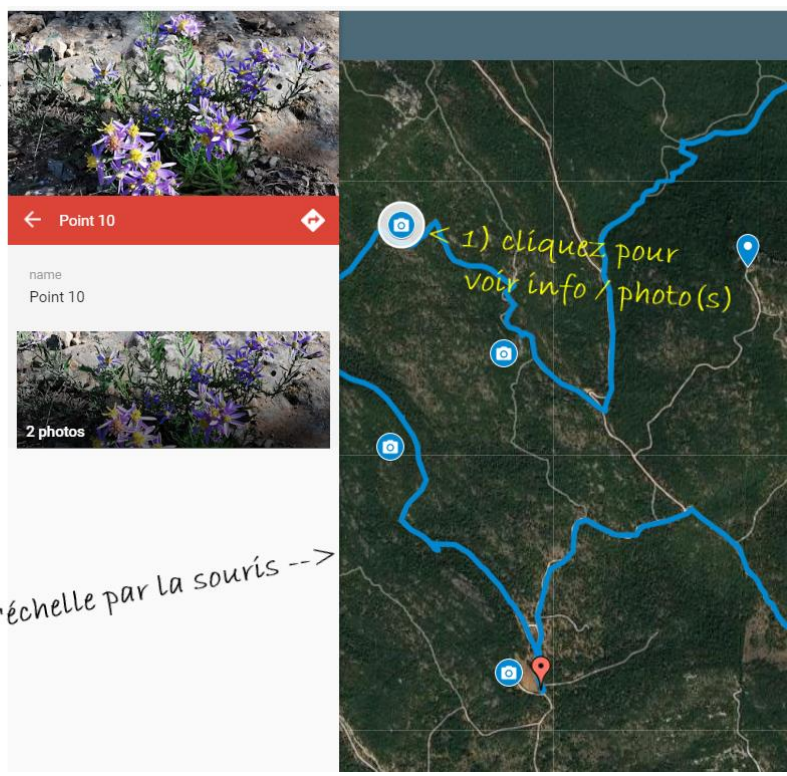 Point 10
name
Point 10
2 photos
< 1) cliquez pour
voir info / photo(s)
'échelle par la souris -->